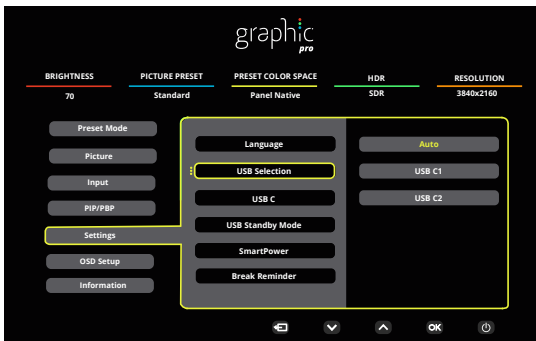 graphic
pro
BRIGHTNESS PICTURE PRESET PRESET COLOR SPACE HDR RESOLUTION
70 Standard Panel Native SDR 3840x2160
Preset Mode
Picture
Input
PIP/PBP
Settings
OSD Setup
Information
Language
USB Selection
USB C
USB Standby Mode
SmartPower
Break Reminder
Auto
USB C1
USB C2
OK